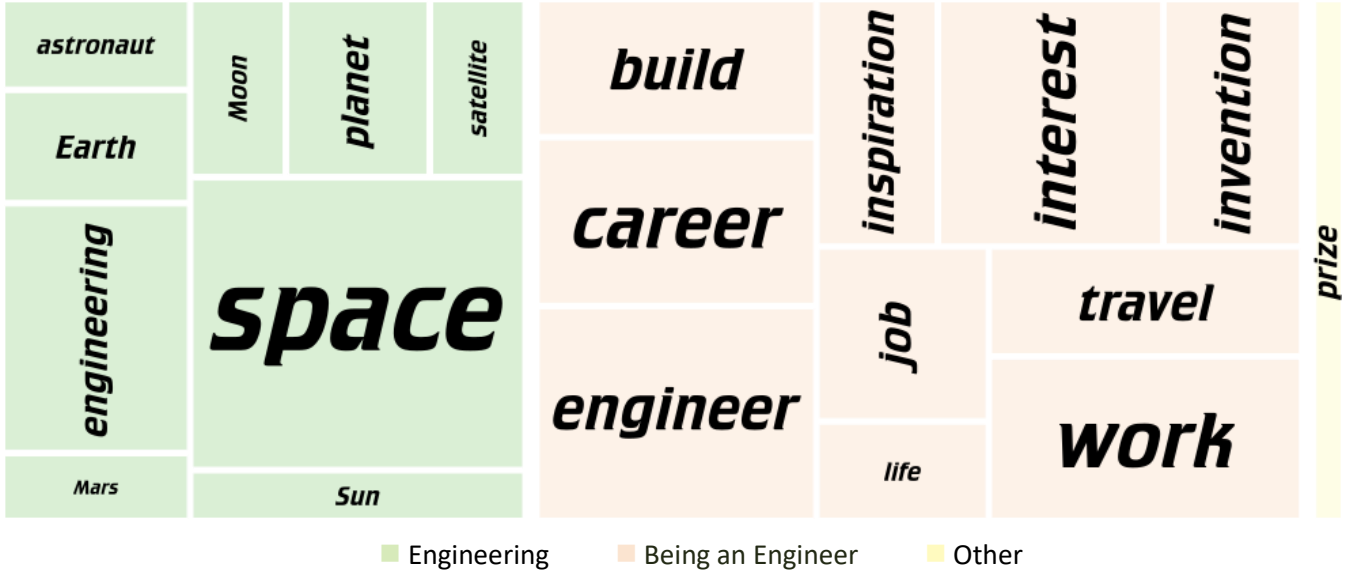 astronaut
Earth
engineering
Mars
Moon
planet
satellite
space
Sun
build
career
engineer
inspiration
interest
invention
job
life
travel
work
prize
Engineering
Being an Engineer
Other